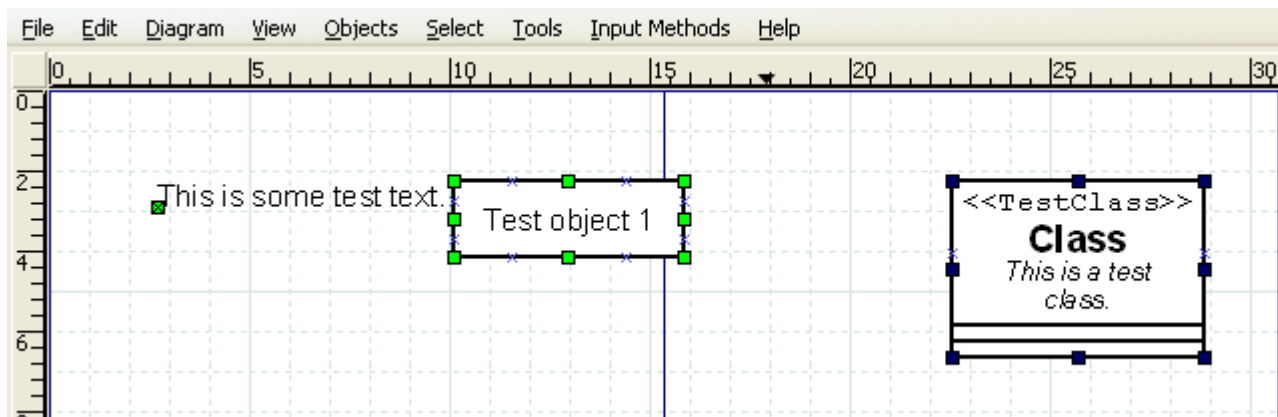 File Edit Diagram View Objects Select Tools Input Methods Help
0 5 10 15 20 25 30
0
2
This is some test text.
Test object 1
<<TestClass>>
Class
This is a test
class.
4
6